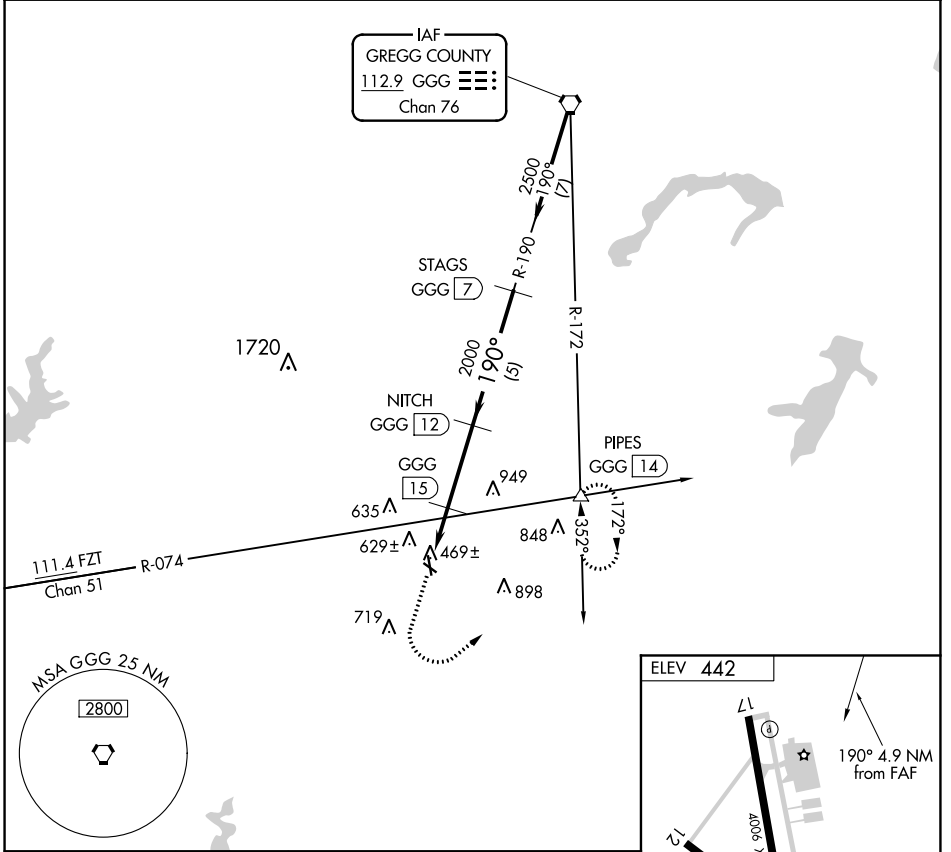 IAF
GREGG COUNTY
112.9 GGG
Chan 76
2500
190°
(7)
R-190
STAGS
GGG 7
R-172
1720
2000
190°
(5)
NITCH
GGG 12
PIPES
GGG 14
GGG
15
949
635
172°
848
352°
629±
469±
111.4 FZT
Chan 51
R-074
898
719
MSA GGG 25 NM
2800
ELEV 442
17
P
190° 4.9 NM
from FAF
12
4006